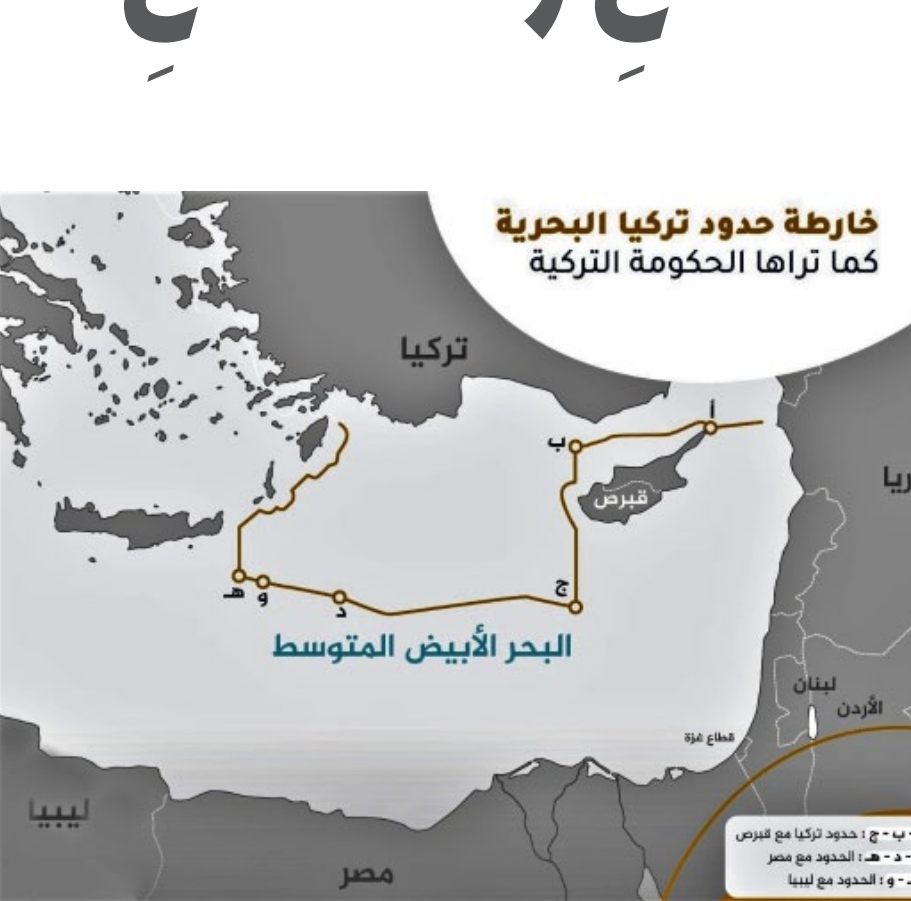 خارطة حدود تركيا البحرية
كما تراها الحكومة التركية
تركيا
أ
ب
قبرص
ج
هـ
و
د
البحر الأبيض المتوسط
لبنان
الأردن
قطاع غزة
ليبيا
مصر
ب - ج : حدود تركيا مع قبرص
- د - هـ : الحدود مع مصر
- و : الحدود مع ليبيا